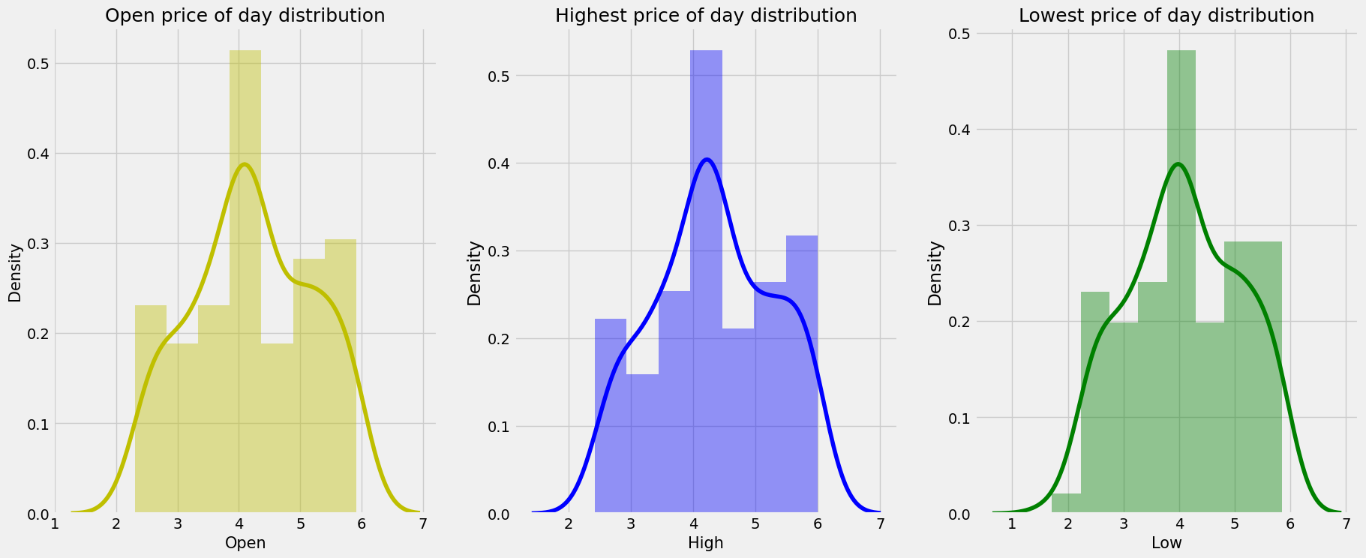 Open price of day distribution
Density
0.5
0.4
0.3
0.2
0.1
0.0
1 2 3 4 5 6 7
Open
Highest price of day distribution
Density
0.5
0.4
0.3
0.2
0.1
0.0
2 3 4 5 6 7
High
Lowest price of day distribution
Density
0.5
0.4
0.3
0.2
0.1
0.0
1 2 3 4 5 6 7
Low